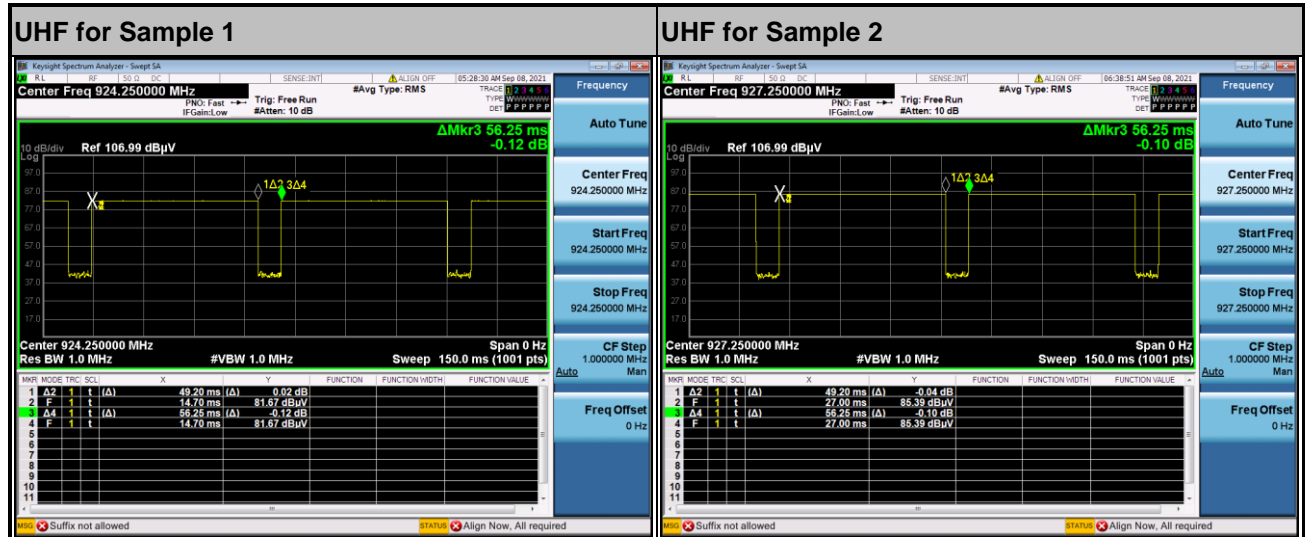 UHF for Sample 1
Keysight Spectrum Analyzer - Swept SA
RL RF 50 Ω DC SENSE:INT ALIGN OFF 05:28:30 AM Sep 08, 2021
Center Freq 924.250000 MHz
PNO: Fast
IFGain:Low
Trig: Free Run
#Atten: 10 dB
#Avg Type: RMS
TRACE 1 2 3 4 5 6
TYPE WWWWWW
DET P P P P P P
ΔMkr3 56.25 ms
-0.12 dB
10 dB/div Ref 106.99 dBµV
Log
97.0
87.0
77.0
67.0
57.0
47.0
37.0
27.0
17.0
1Δ2 3Δ4
Center 924.250000 MHz Span 0 Hz
Res BW 1.0 MHz #VBW 1.0 MHz Sweep 150.0 ms (1001 pts)
MKR MODE TRC SCL X Y FUNCTION FUNCTION WIDTH FUNCTION VALUE
1 Δ2 1 t (Δ) 49.20 ms (Δ) 0.02 dB
2 F 1 t 14.70 ms 81.67 dBµV
3 Δ4 1 t (Δ) 56.25 ms (Δ) -0.12 dB
4 F 1 t 14.70 ms 81.67 dBµV
5
6
7
8
9
10
11
MSG Suffix not allowed STATUS Align Now, All required
Frequency
Auto Tune
Center Freq
924.250000 MHz
Start Freq
924.250000 MHz
Stop Freq
924.250000 MHz
CF Step
1.000000 MHz
Auto Man
Freq Offset
0 Hz
UHF for Sample 2
Keysight Spectrum Analyzer - Swept SA
RL RF 50 Ω DC SENSE:INT ALIGN OFF 06:38:51 AM Sep 08, 2021
Center Freq 927.250000 MHz
PNO: Fast
IFGain:Low
Trig: Free Run
#Atten: 10 dB
#Avg Type: RMS
TRACE 1 2 3 4 5 6
TYPE WWWWWW
DET P P P P P P
ΔMkr3 56.25 ms
-0.10 dB
10 dB/div Ref 106.99 dBµV
Log
97.0
87.0
77.0
67.0
57.0
47.0
37.0
27.0
17.0
1Δ2 3Δ4
Center 927.250000 MHz Span 0 Hz
Res BW 1.0 MHz #VBW 1.0 MHz Sweep 150.0 ms (1001 pts)
MKR MODE TRC SCL X Y FUNCTION FUNCTION WIDTH FUNCTION VALUE
1 Δ2 1 t (Δ) 49.20 ms (Δ) -0.04 dB
2 F 1 t 27.00 ms 85.39 dBµV
3 Δ4 1 t (Δ) 56.25 ms (Δ) -0.10 dB
4 F 1 t 27.00 ms 85.39 dBµV
5
6
7
8
9
10
11
MSG Suffix not allowed STATUS Align Now, All required
Frequency
Auto Tune
Center Freq
927.250000 MHz
Start Freq
927.250000 MHz
Stop Freq
927.250000 MHz
CF Step
1.000000 MHz
Auto Man
Freq Offset
0 Hz